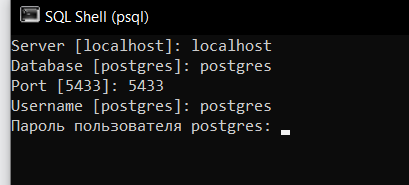 SQL Shell (psql)
Server [localhost]: localhost
Database [postgres]: postgres
Port [5433]: 5433
Username [postgres]: postgres
Пароль пользователя postgres: